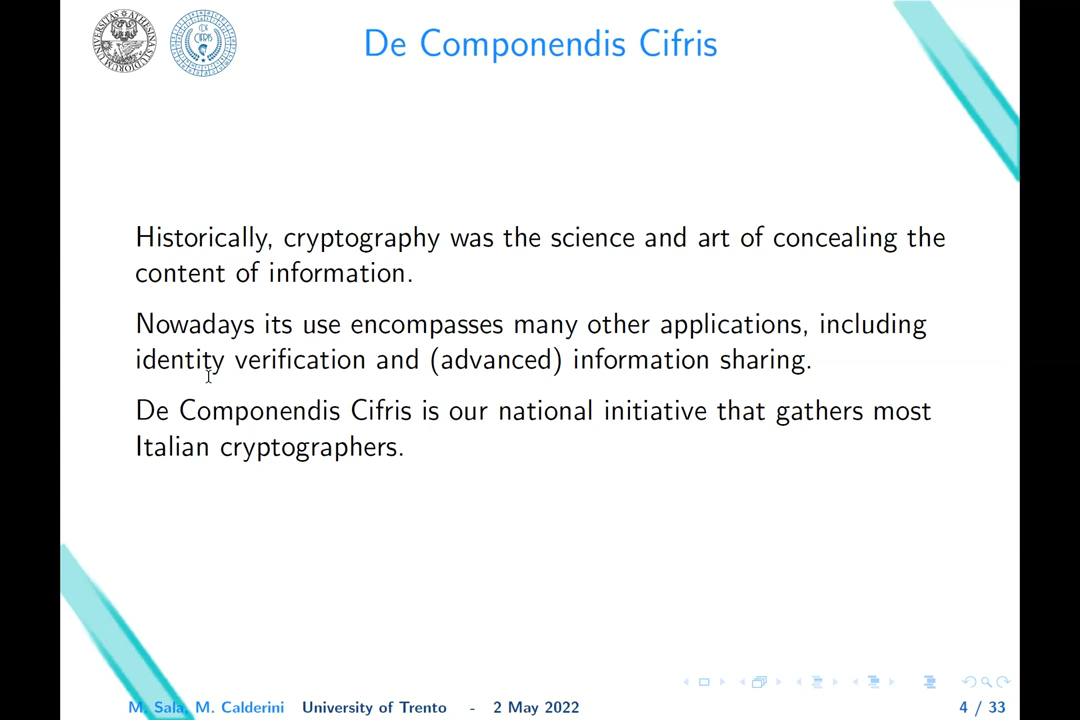 De Componendis Cifris
Historically, cryptography was the science and art of concealing the
content of information.
Nowadays its use encompasses many other applications, including
identity verification and (advanced) information sharing.
De Componendis Cifris is our national initiative that gathers most
Italian cryptographers.
M. Sala, M. Calderini University of Trento - 2 May 2022
4 / 33